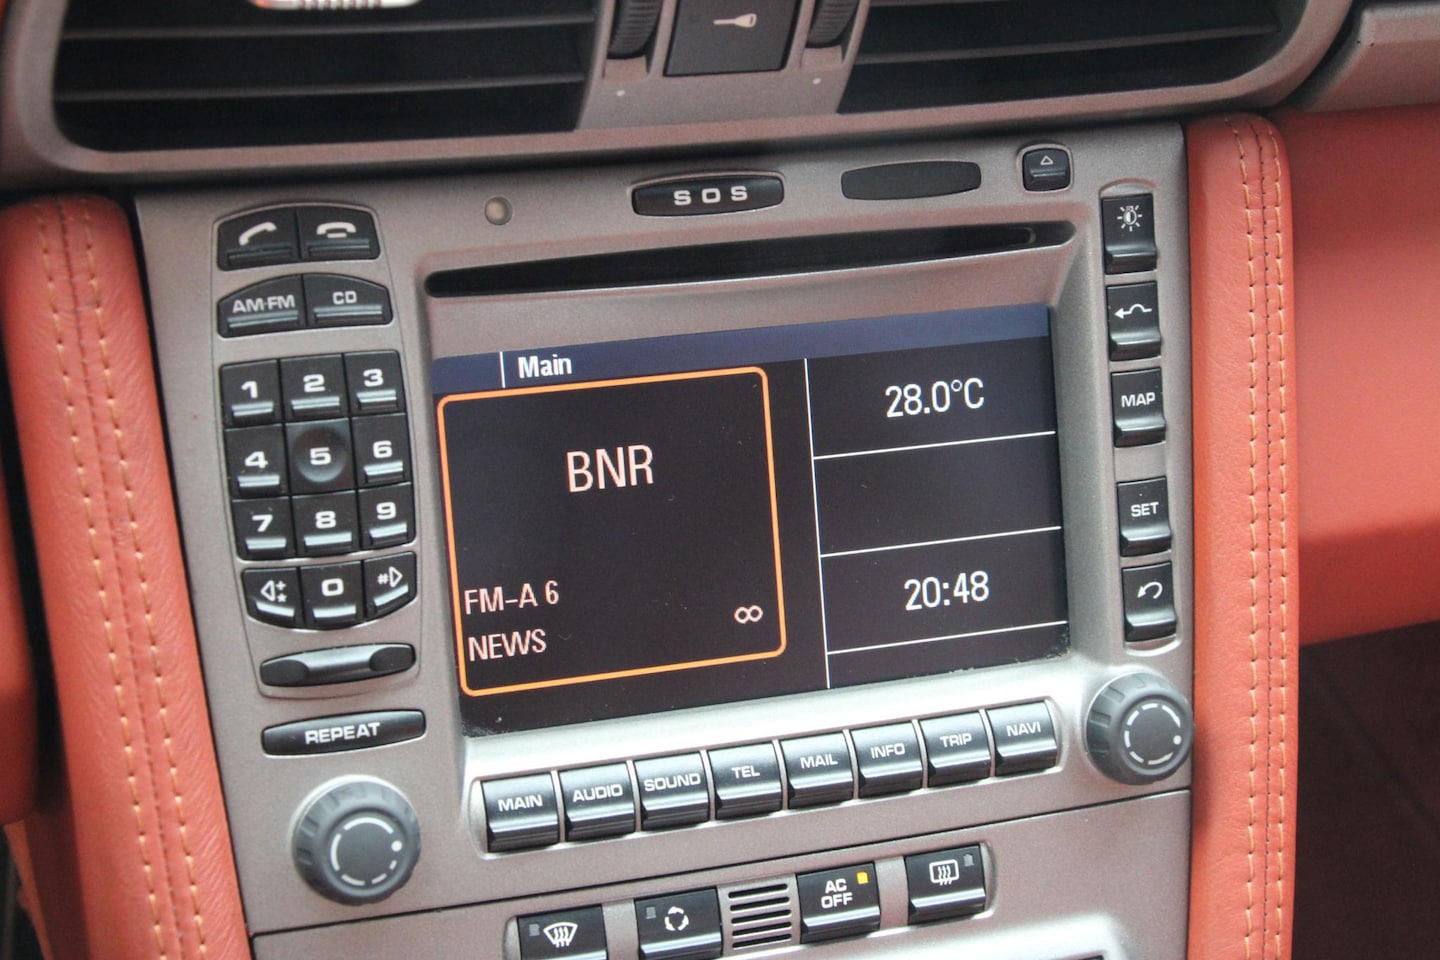 SOS
AM·FM CD
1 2 3
4 5 6
7 8 9
* 0 #
REPEAT
Main
BNR
FM-A 6
NEWS
28.0°C
20:48
MAP
SET
MAIN AUDIO SOUND TEL MAIL INFO TRIP NAVI
AC
OFF